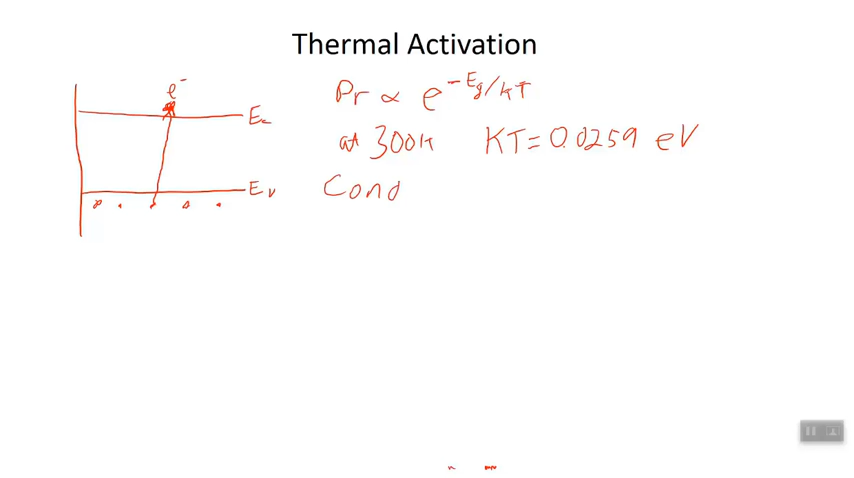 Thermal Activation
e⁻
Pr ∝ e^-Eg/KT
Ec
at 300K KT = 0.0259 eV
Ev
Cond